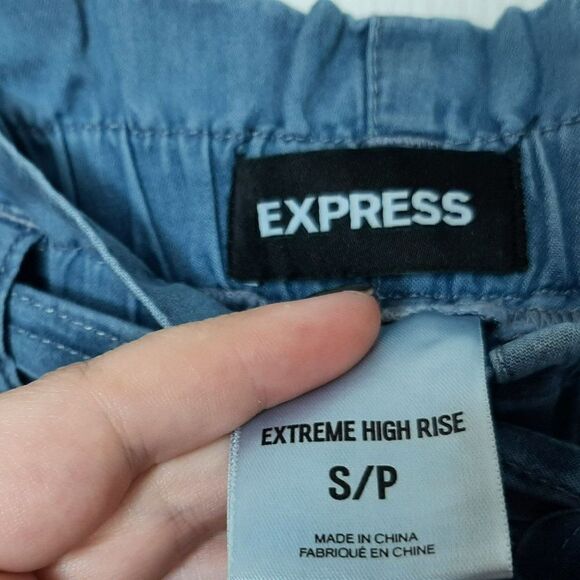 EXPRESS
EXTREME HIGH RISE
S/P
MADE IN CHINA
FABRIQUÉ EN CHINE